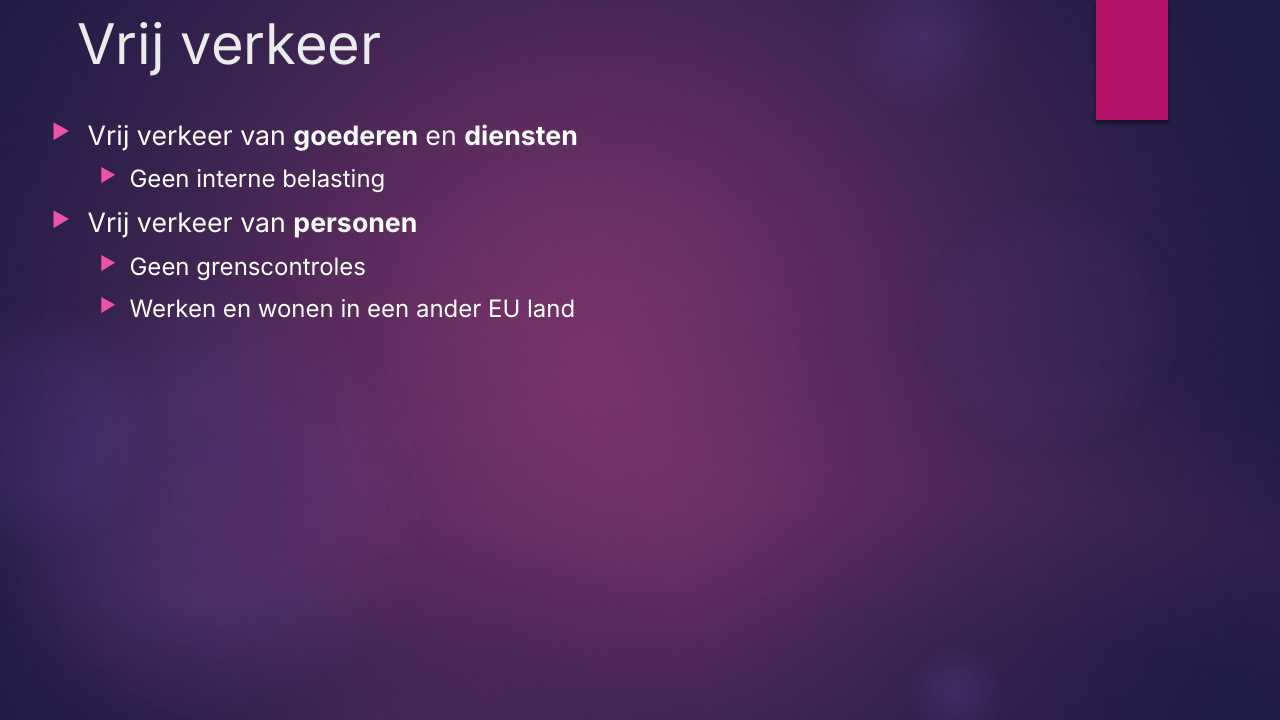 Vrij verkeer
Vrij verkeer van goederen en diensten
Geen interne belasting
Vrij verkeer van personen
Geen grenscontroles
Werken en wonen in een ander EU land